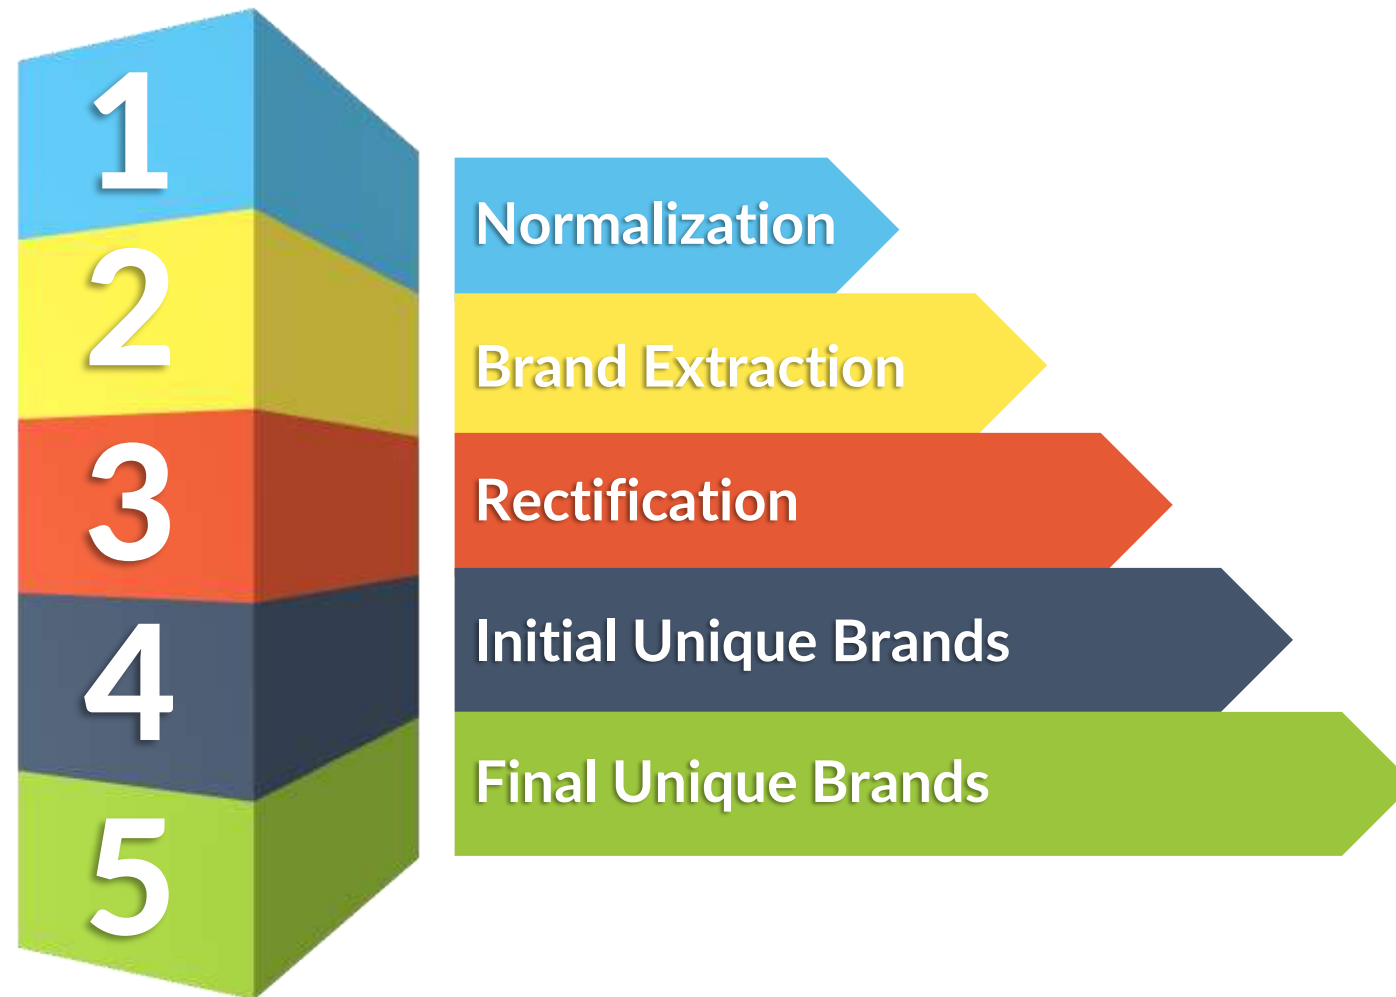 1
Normalization
2
Brand Extraction
3
Rectification
4
Initial Unique Brands
5
Final Unique Brands